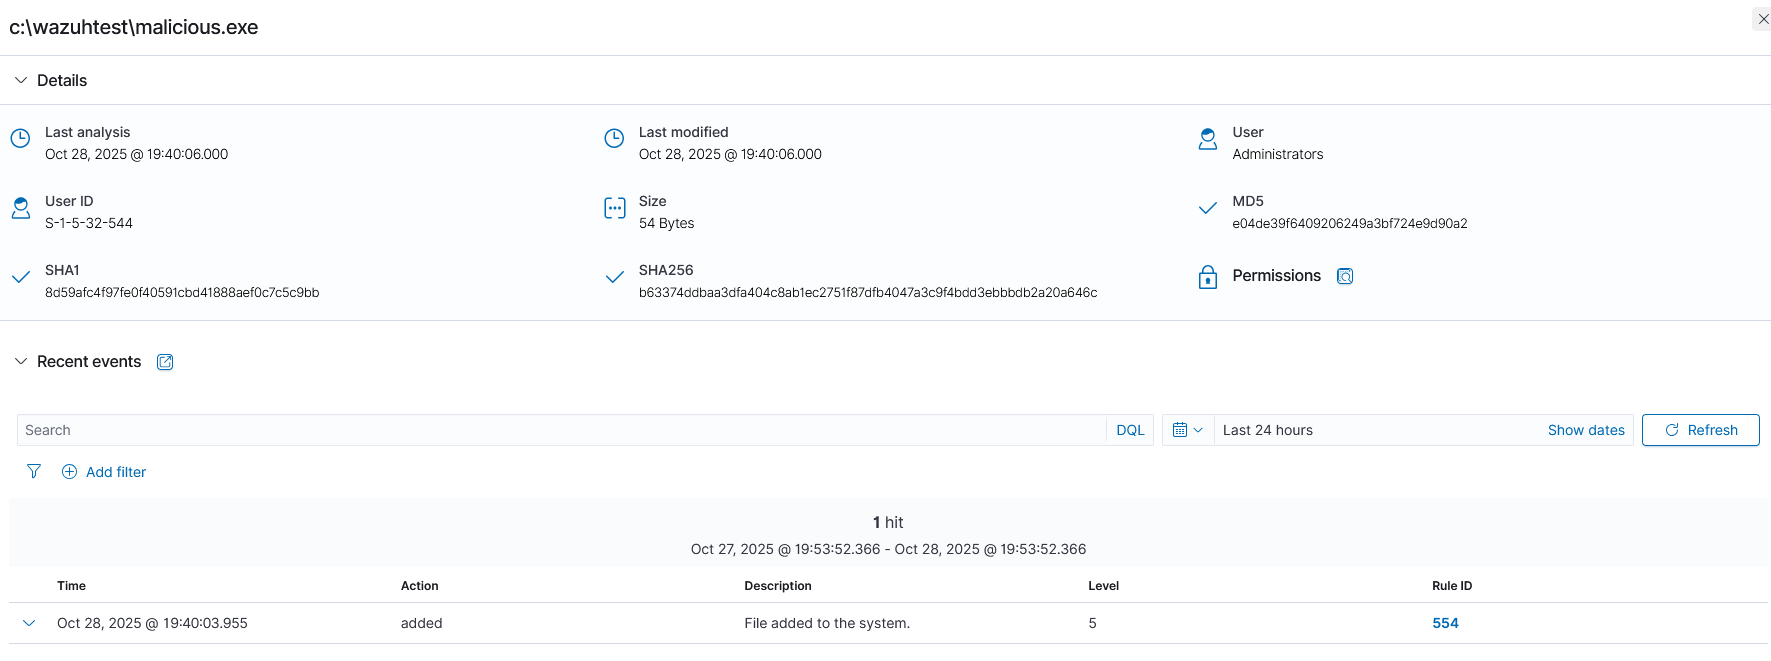 c:\wazuhtest\malicious.exe
Details
Last analysis
Oct 28, 2025 @ 19:40:06.000
Last modified
Oct 28, 2025 @ 19:40:06.000
User
Administrators
User ID
S-1-5-32-544
Size
54 Bytes
MD5
e04de39f6409206249a3bf724e9d90a2
SHA1
8d59afc4f97fe0f40591cbd41888aef0c7c5c9bb
SHA256
b63374ddbaa3dfa404c8ab1ec2751f87dfb4047a3c9f4bdd3ebbbdb2a20a646c
Permissions
Recent events
Search DQL Last 24 hours Show dates Refresh
Add filter
1 hit
Oct 27, 2025 @ 19:53:52.366 - Oct 28, 2025 @ 19:53:52.366
Time Action Description Level Rule ID
Oct 28, 2025 @ 19:40:03.955 added File added to the system. 5 554